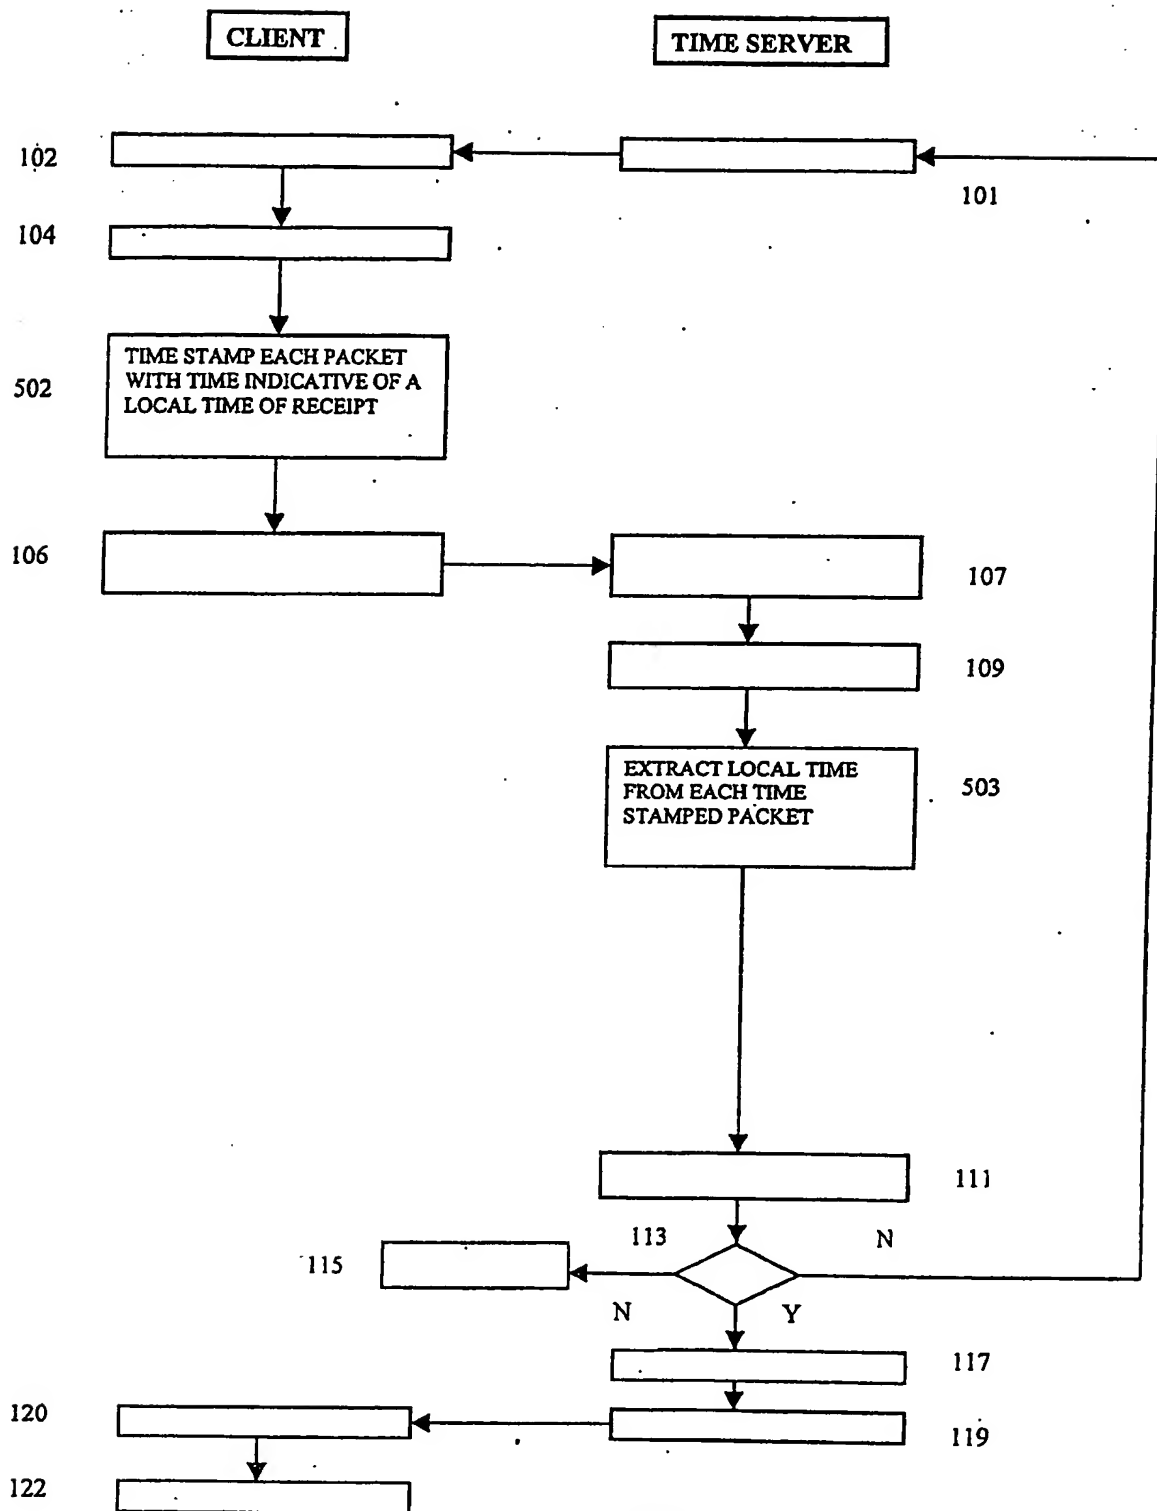 CLIENT
TIME SERVER
102
101
104
TIME STAMP EACH PACKET
WITH TIME INDICATIVE OF A
LOCAL TIME OF RECEIPT
502
106
107
109
EXTRACT LOCAL TIME
FROM EACH TIME
STAMPED PACKET
503
111
113
N
115
N
Y
117
120
119
122